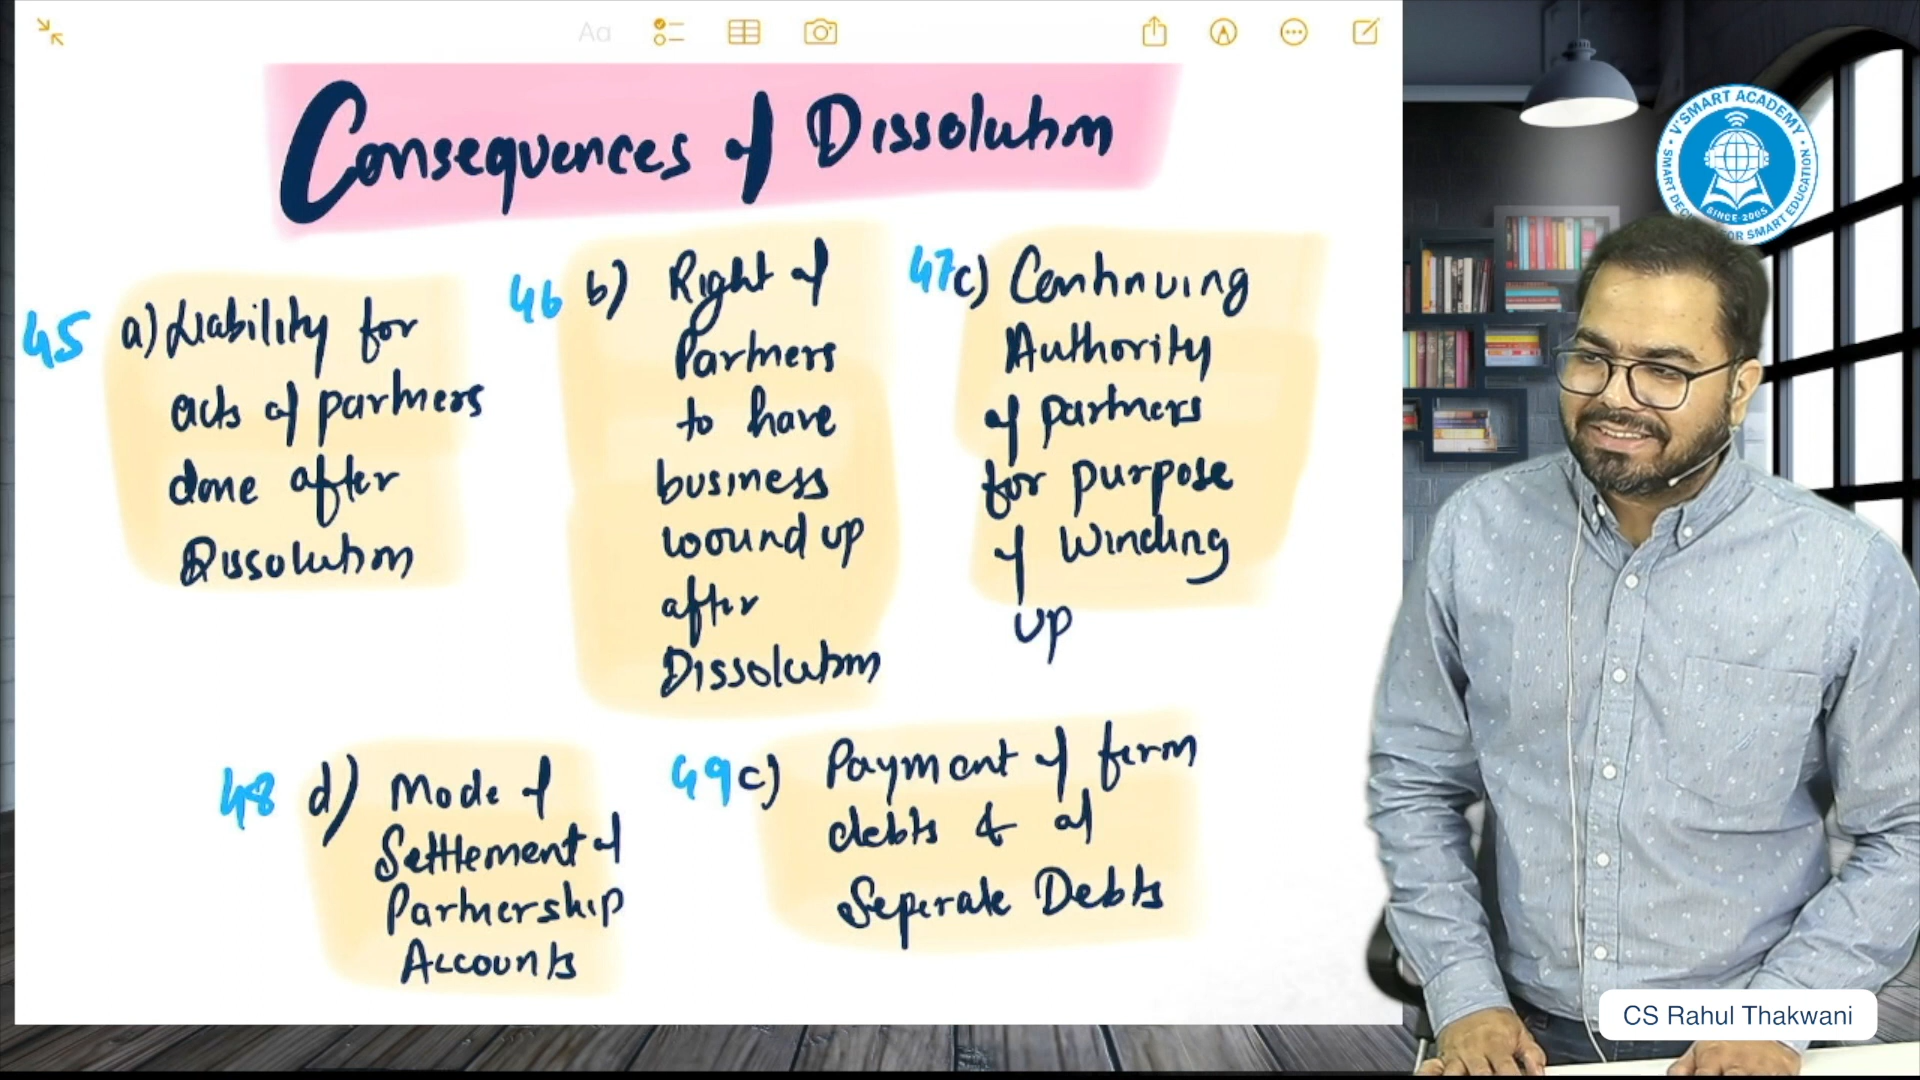 Aa
Consequences of Dissolution
45 a) Liability for
acts of partners
done after
Dissolution
46 b) Right of
Partners
to have
business
wound up
after
Dissolution
47 c) Continuing
Authority
of partners
for purpose
of Winding
up
48 d) Mode of
Settlement of
Partnership
Accounts
49 c) Payment of firm
debts & of
Seperate Debts
V'SMART ACADEMY
SINCE-2005
CS Rahul Thakwani